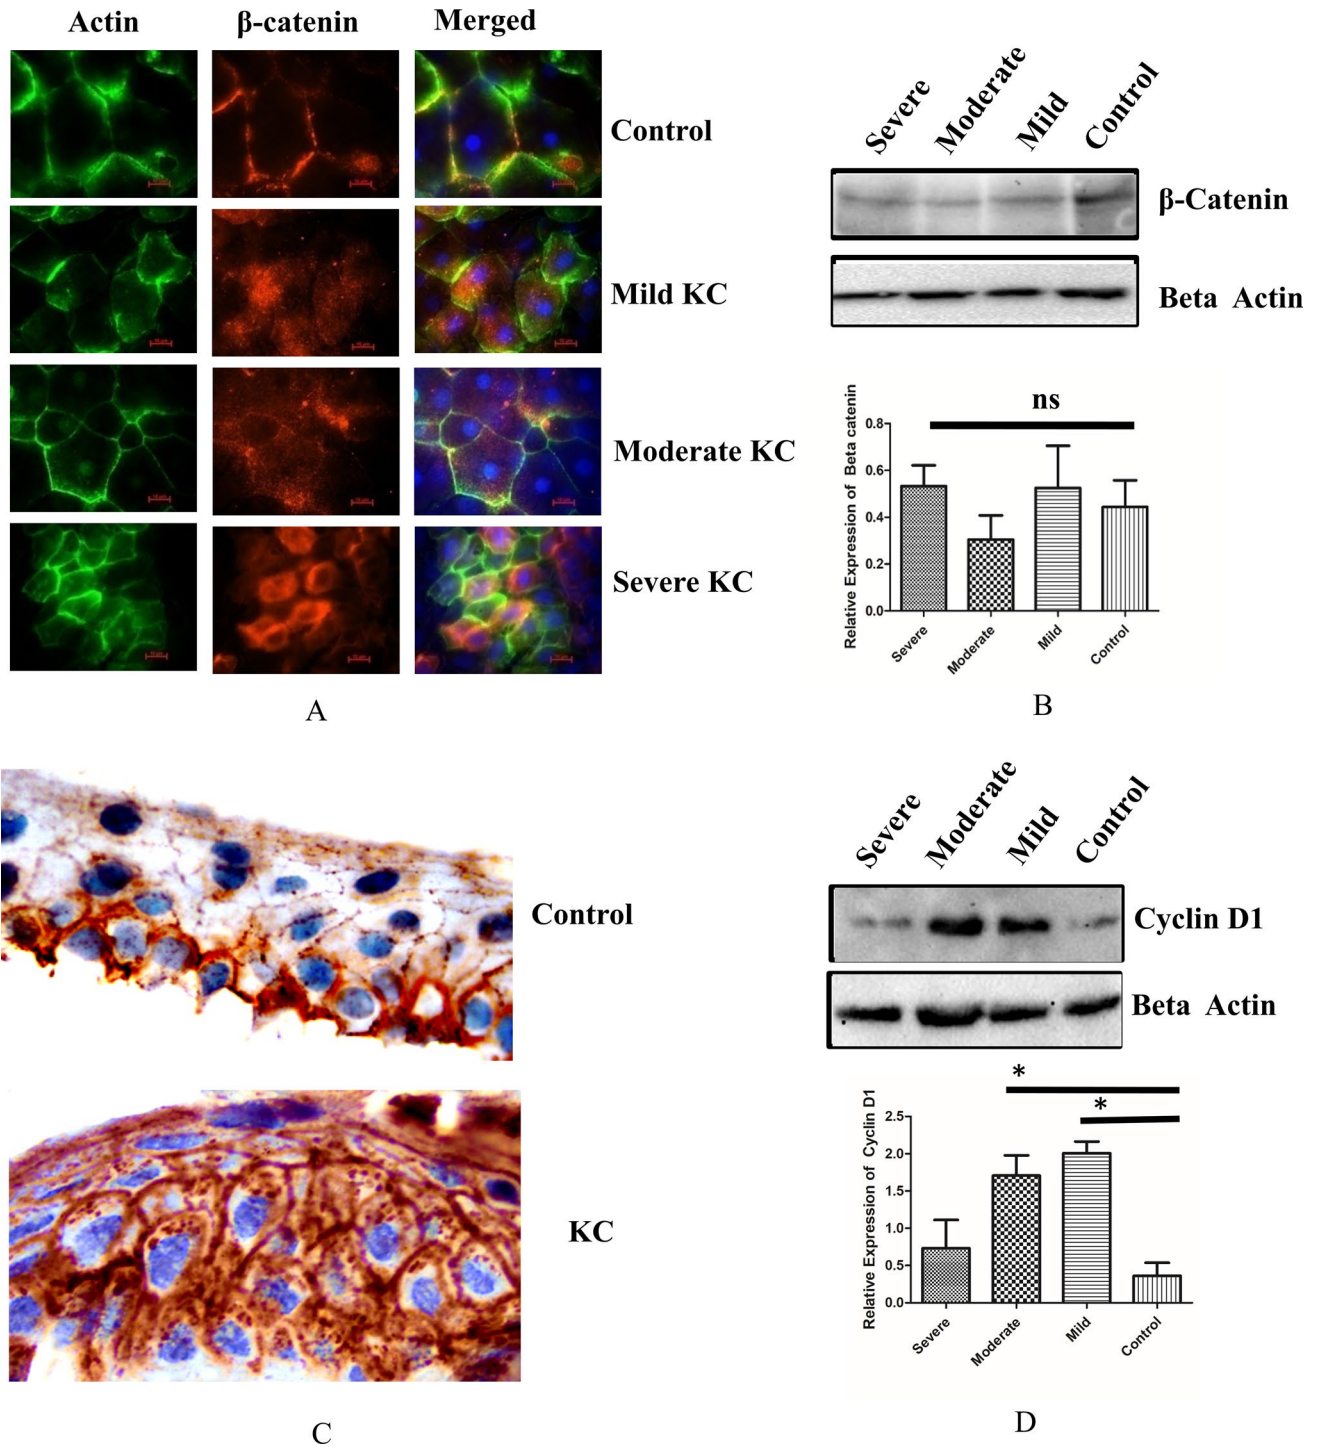 Actin β-catenin Merged
Control
Mild KC
Moderate KC
Severe KC
A
Severe Moderate Mild Control
β-Catenin
Beta Actin
ns
Relative Expression of Beta catenin
0.8
0.6
0.4
0.2
0.0
Severe Moderate Mild Control
B
Control
KC
C
Severe Moderate Mild Control
Cyclin D1
Beta Actin
*
*
Relative Expression of Cyclin D1
2.5
2.0
1.5
1.0
0.5
0.0
Severe Moderate Mild Control
D